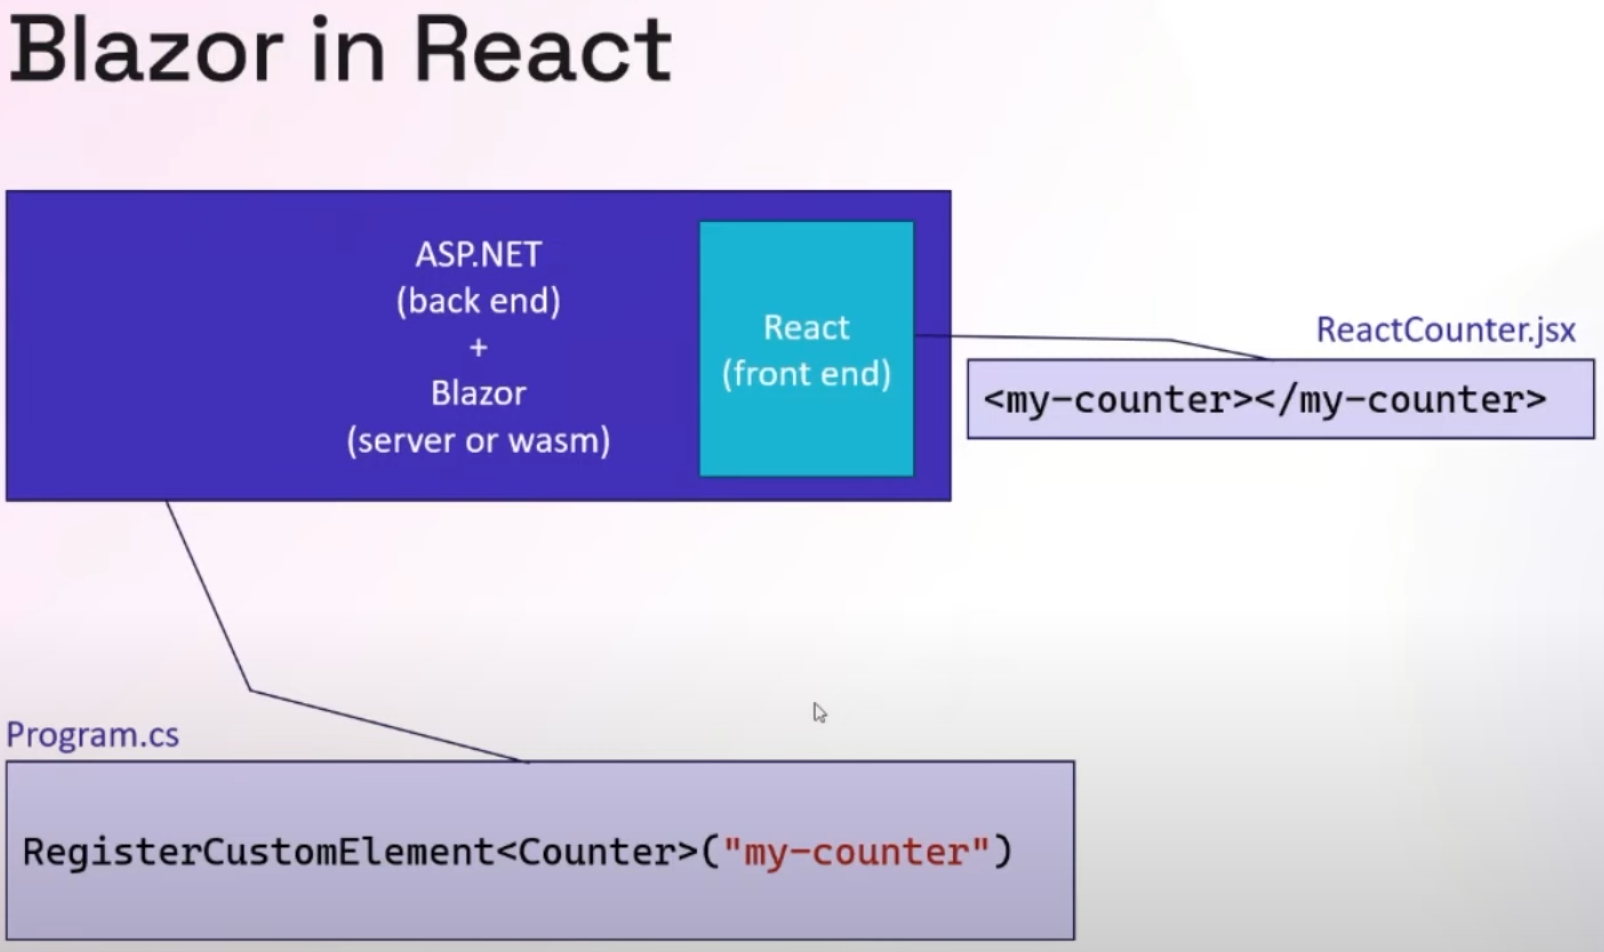 Blazor in React
ASP.NET
(back end)
+
Blazor
(server or wasm)
React
(front end)
ReactCounter.jsx
<my-counter></my-counter>
Program.cs
RegisterCustomElement<Counter>("my-counter")